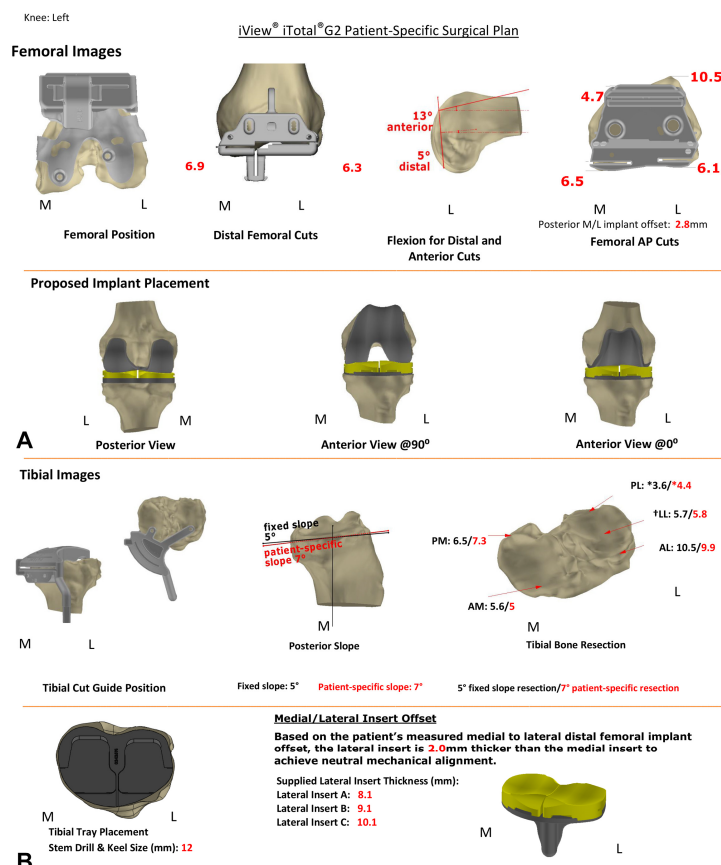 Knee: Left
iView® iTotal®G2 Patient-Specific Surgical Plan
Femoral Images
10.5
4.7
13°
anterior
5°
distal
6.9
6.3
6.5
6.1
M L
M L
L
M L
Posterior M/L implant offset: 2.8mm
Femoral Position
Distal Femoral Cuts
Flexion for Distal and
Anterior Cuts
Femoral AP Cuts
Proposed Implant Placement
L M
M L
M L
A
Posterior View
Anterior View @90°
Anterior View @0°
Tibial Images
fixed slope
5°
patient-specific
slope 7°
PL: *3.6/*4.4
†LL: 5.7/5.8
PM: 6.5/7.3
AL: 10.5/9.9
AM: 5.6/5
L
M
M
M L
Posterior Slope
Tibial Bone Resection
Tibial Cut Guide Position
Fixed slope: 5° Patient-specific slope: 7°
5° fixed slope resection/7° patient-specific resection
Medial/Lateral Insert Offset
Based on the patient's measured medial to lateral distal femoral implant
offset, the lateral insert is 2.0mm thicker than the medial insert to
achieve neutral mechanical alignment.
Supplied Lateral Insert Thickness (mm):
Lateral Insert A: 8.1
Lateral Insert B: 9.1
Lateral Insert C: 10.1
M L
Tibial Tray Placement
Stem Drill & Keel Size (mm): 12
M
L
B